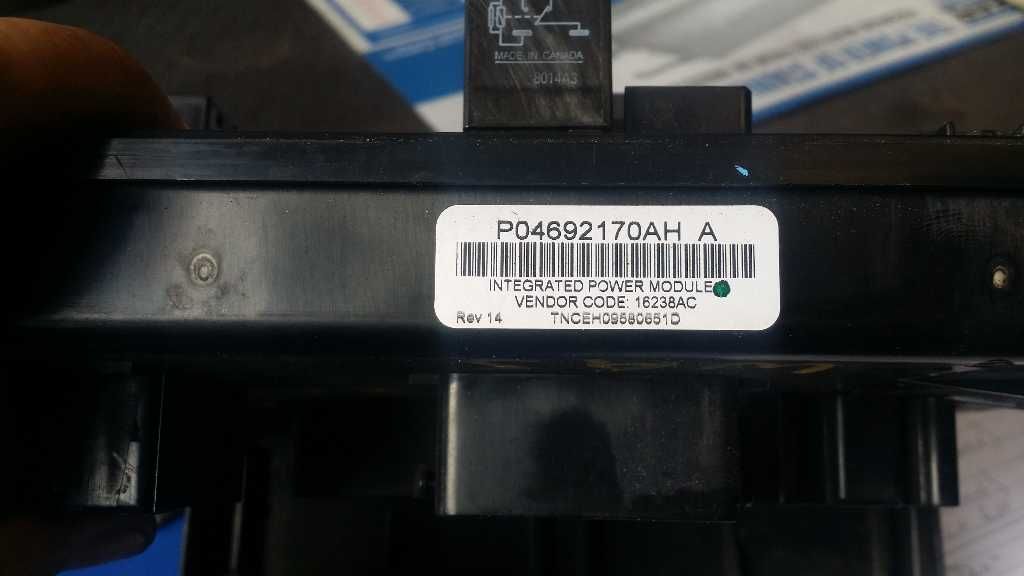 MADE IN CANADA
8014A3
P04692170AH A
INTEGRATED POWER MODULE
VENDOR CODE: 16238AC
Rev 14 TNCEH09580651D